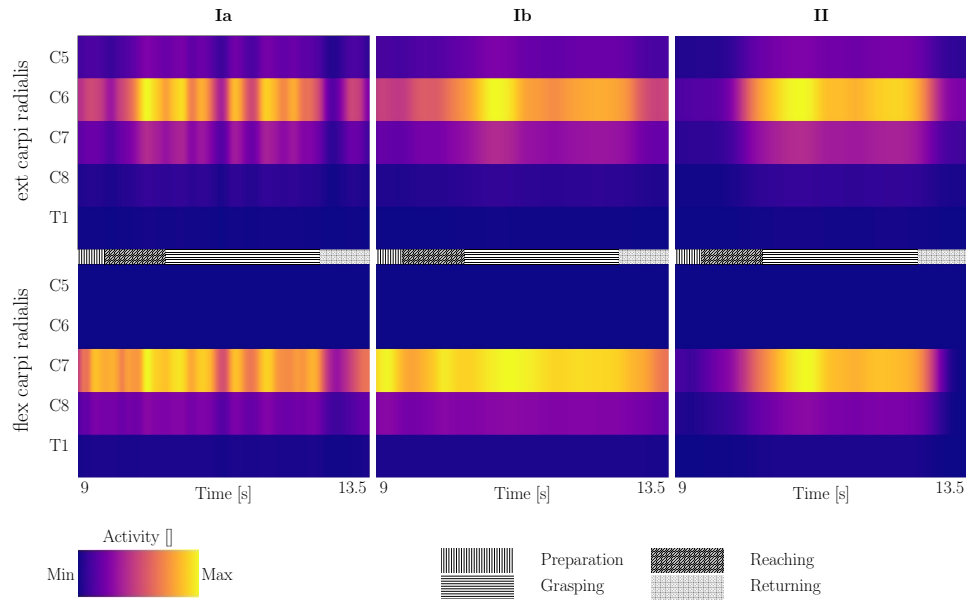 Ia Ib II
ext carpi radialis
C5
C6
C7
C8
T1
flex carpi radialis
C5
C6
C7
C8
T1
9 Time [s] 13.5 9 Time [s] 13.5 9 Time [s] 13.5
Activity []
Min Max
Preparation Reaching
Grasping Returning